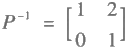 P⁻¹ = [1 2
0 1]